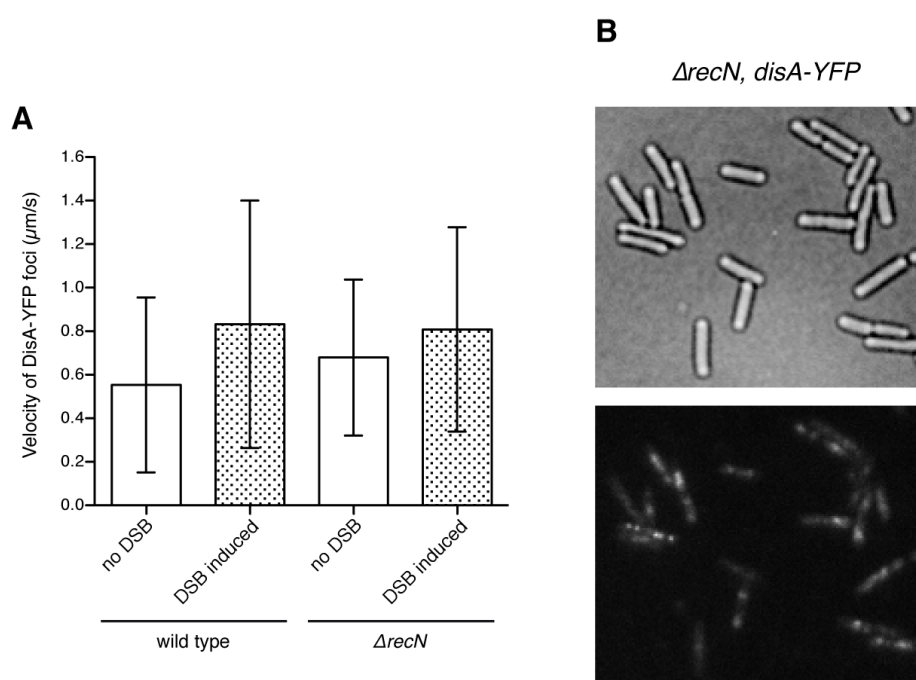 A
Velocity of DisA-YFP foci (µm/s)
1.6
1.4
1.2
1.0
0.8
0.6
0.4
0.2
0.0
no DSB
DSB induced
no DSB
DSB induced
wild type
ΔrecN
B
ΔrecN, disA-YFP